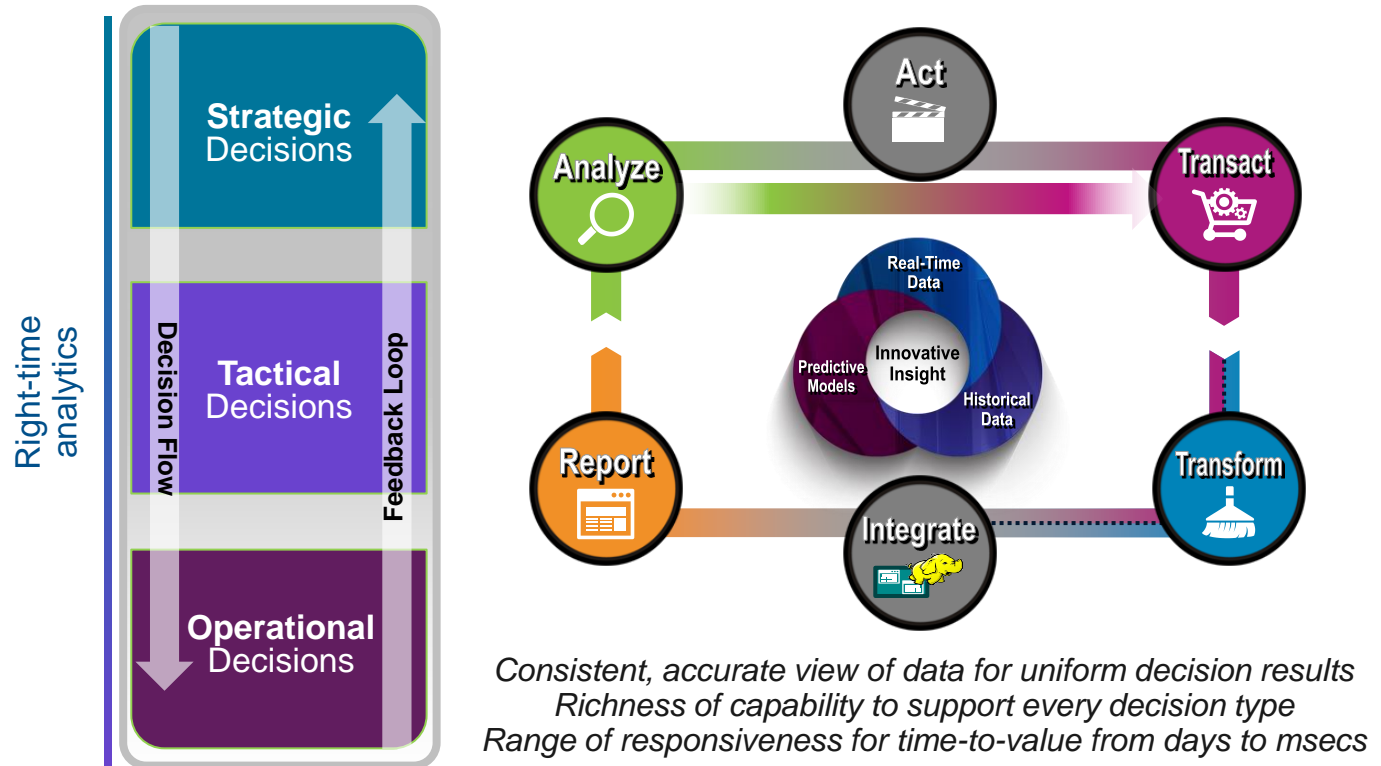 Right-time
analytics
Strategic
Decisions
Decision Flow
Tactical
Decisions
Feedback Loop
Operational
Decisions
Act
Analyze
Transact
Real-Time
Data
Predictive
Models
Innovative
Insight
Historical
Data
Report
Integrate
Transform
Consistent, accurate view of data for uniform decision results
Richness of capability to support every decision type
Range of responsiveness for time-to-value from days to msecs